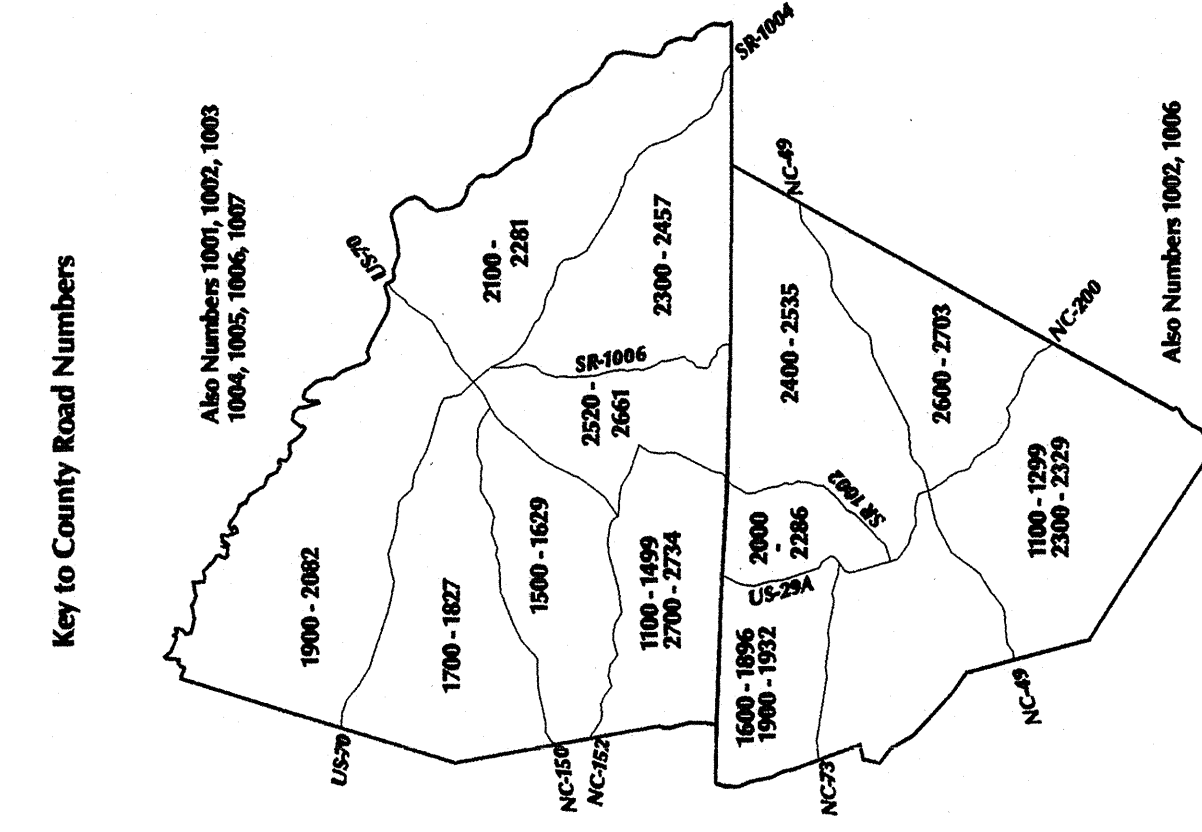 Key to County Road Numbers
Also Numbers 1001, 1002, 1003
1004, 1005, 1006, 1007
US-70
SR-1004
1900 - 2082
2100 -
2281
1700 - 1827
US-70
2300 - 2457
SR-1006
2520 -
2661
1500 - 1629
NC-150
1100 - 1499
2700 - 2734
NC-152
NC-49
2400 - 2535
SR 1002
2000
-
2286
US-29A
1600 - 1896
1900 - 1932
NC-73
2600 - 2703
NC-200
1100 - 1299
2300 - 2329
NC-49
Also Numbers 1002, 1006